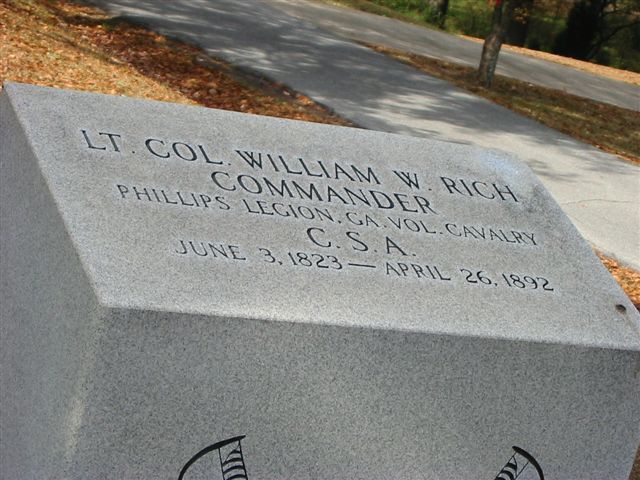 LT. COL. WILLIAM W. RICH
COMMANDER
PHILLIPS LEGION, GA. VOL. CAVALRY
C. S. A.
JUNE 3, 1823 — APRIL 26, 1892